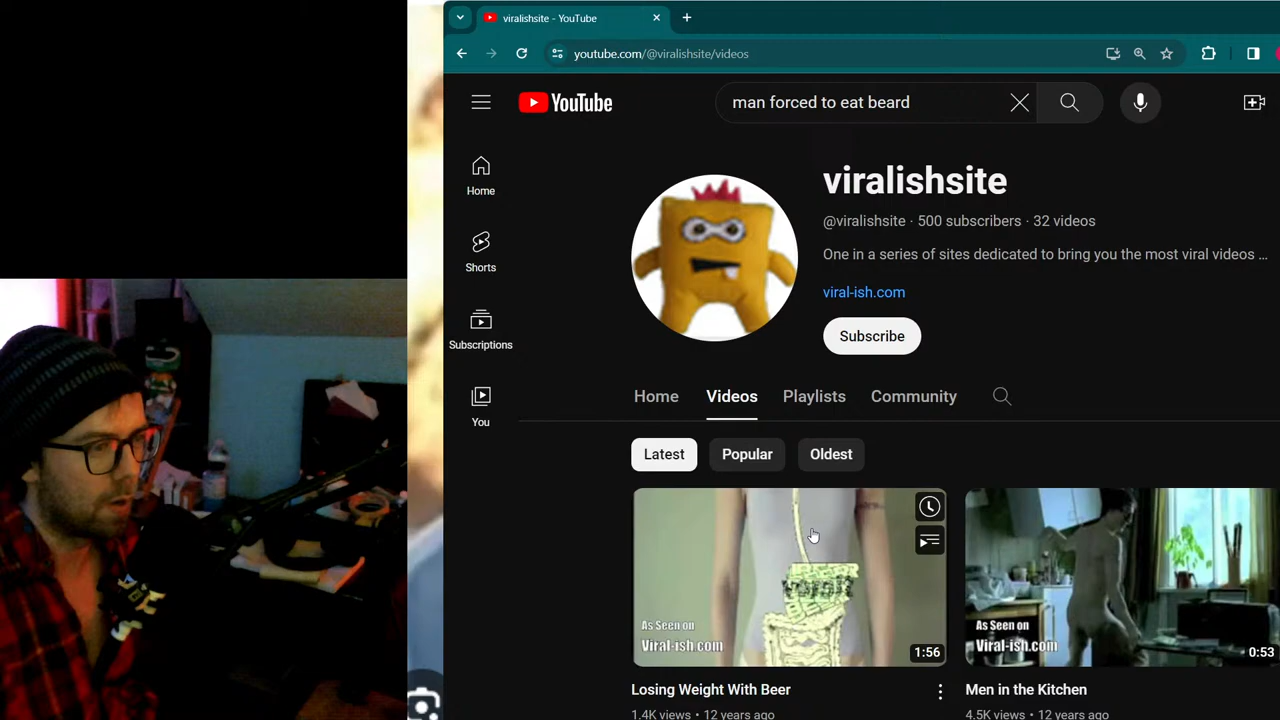 viralishsite - YouTube
youtube.com/@viralishsite/videos
YouTube
man forced to eat beard
Home
Shorts
Subscriptions
You
viralishsite
@viralishsite · 500 subscribers · 32 videos
One in a series of sites dedicated to bring you the most viral videos ...
viral-ish.com
Subscribe
Home Videos Playlists Community
Latest Popular Oldest
As Seen on
Viral-ish.com
1:56
As Seen on
Viral-ish.com
0:53
Losing Weight With Beer
1.4K views • 12 years ago
Men in the Kitchen
4.5K views • 12 years ago